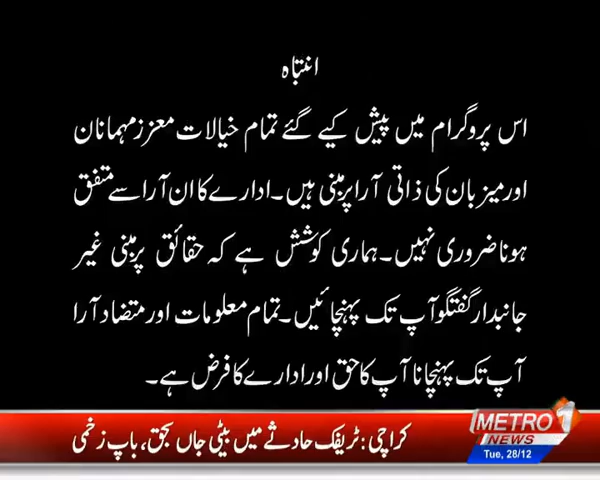 انتباہ
اس پروگرام میں پیش کیے گئے تمام خیالات معزز مہمانان
اور میزبان کی ذاتی آرا پر مبنی ہیں۔ ادارے کا ان آرا سے متفق
ہونا ضروری نہیں۔ ہماری کوشش ہے کہ حقائق پر مبنی غیر
جانبدار گفتگو آپ تک پہنچائیں۔ تمام معلومات اور متضاد آرا
آپ تک پہنچانا آپ کا حق اور ادارے کا فرض ہے۔
کراچی: ٹریفک حادثے میں بیٹی جاں بحق، باپ زخمی
METRO 1
NEWS
Tue, 28/12